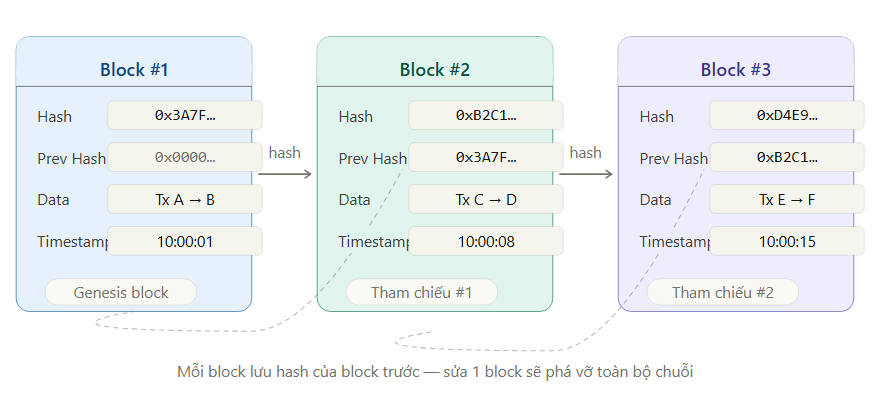 Block #1
Hash 0x3A7F...
Prev Hash 0x0000...
Data Tx A → B
Timestamp 10:00:01
Genesis block
hash
Block #2
Hash 0xB2C1...
Prev Hash 0x3A7F...
Data Tx C → D
Timestamp 10:00:08
Tham chiếu #1
hash
Block #3
Hash 0xD4E9...
Prev Hash 0xB2C1...
Data Tx E → F
Timestamp 10:00:15
Tham chiếu #2
Mỗi block lưu hash của block trước — sửa 1 block sẽ phá vỡ toàn bộ chuỗi